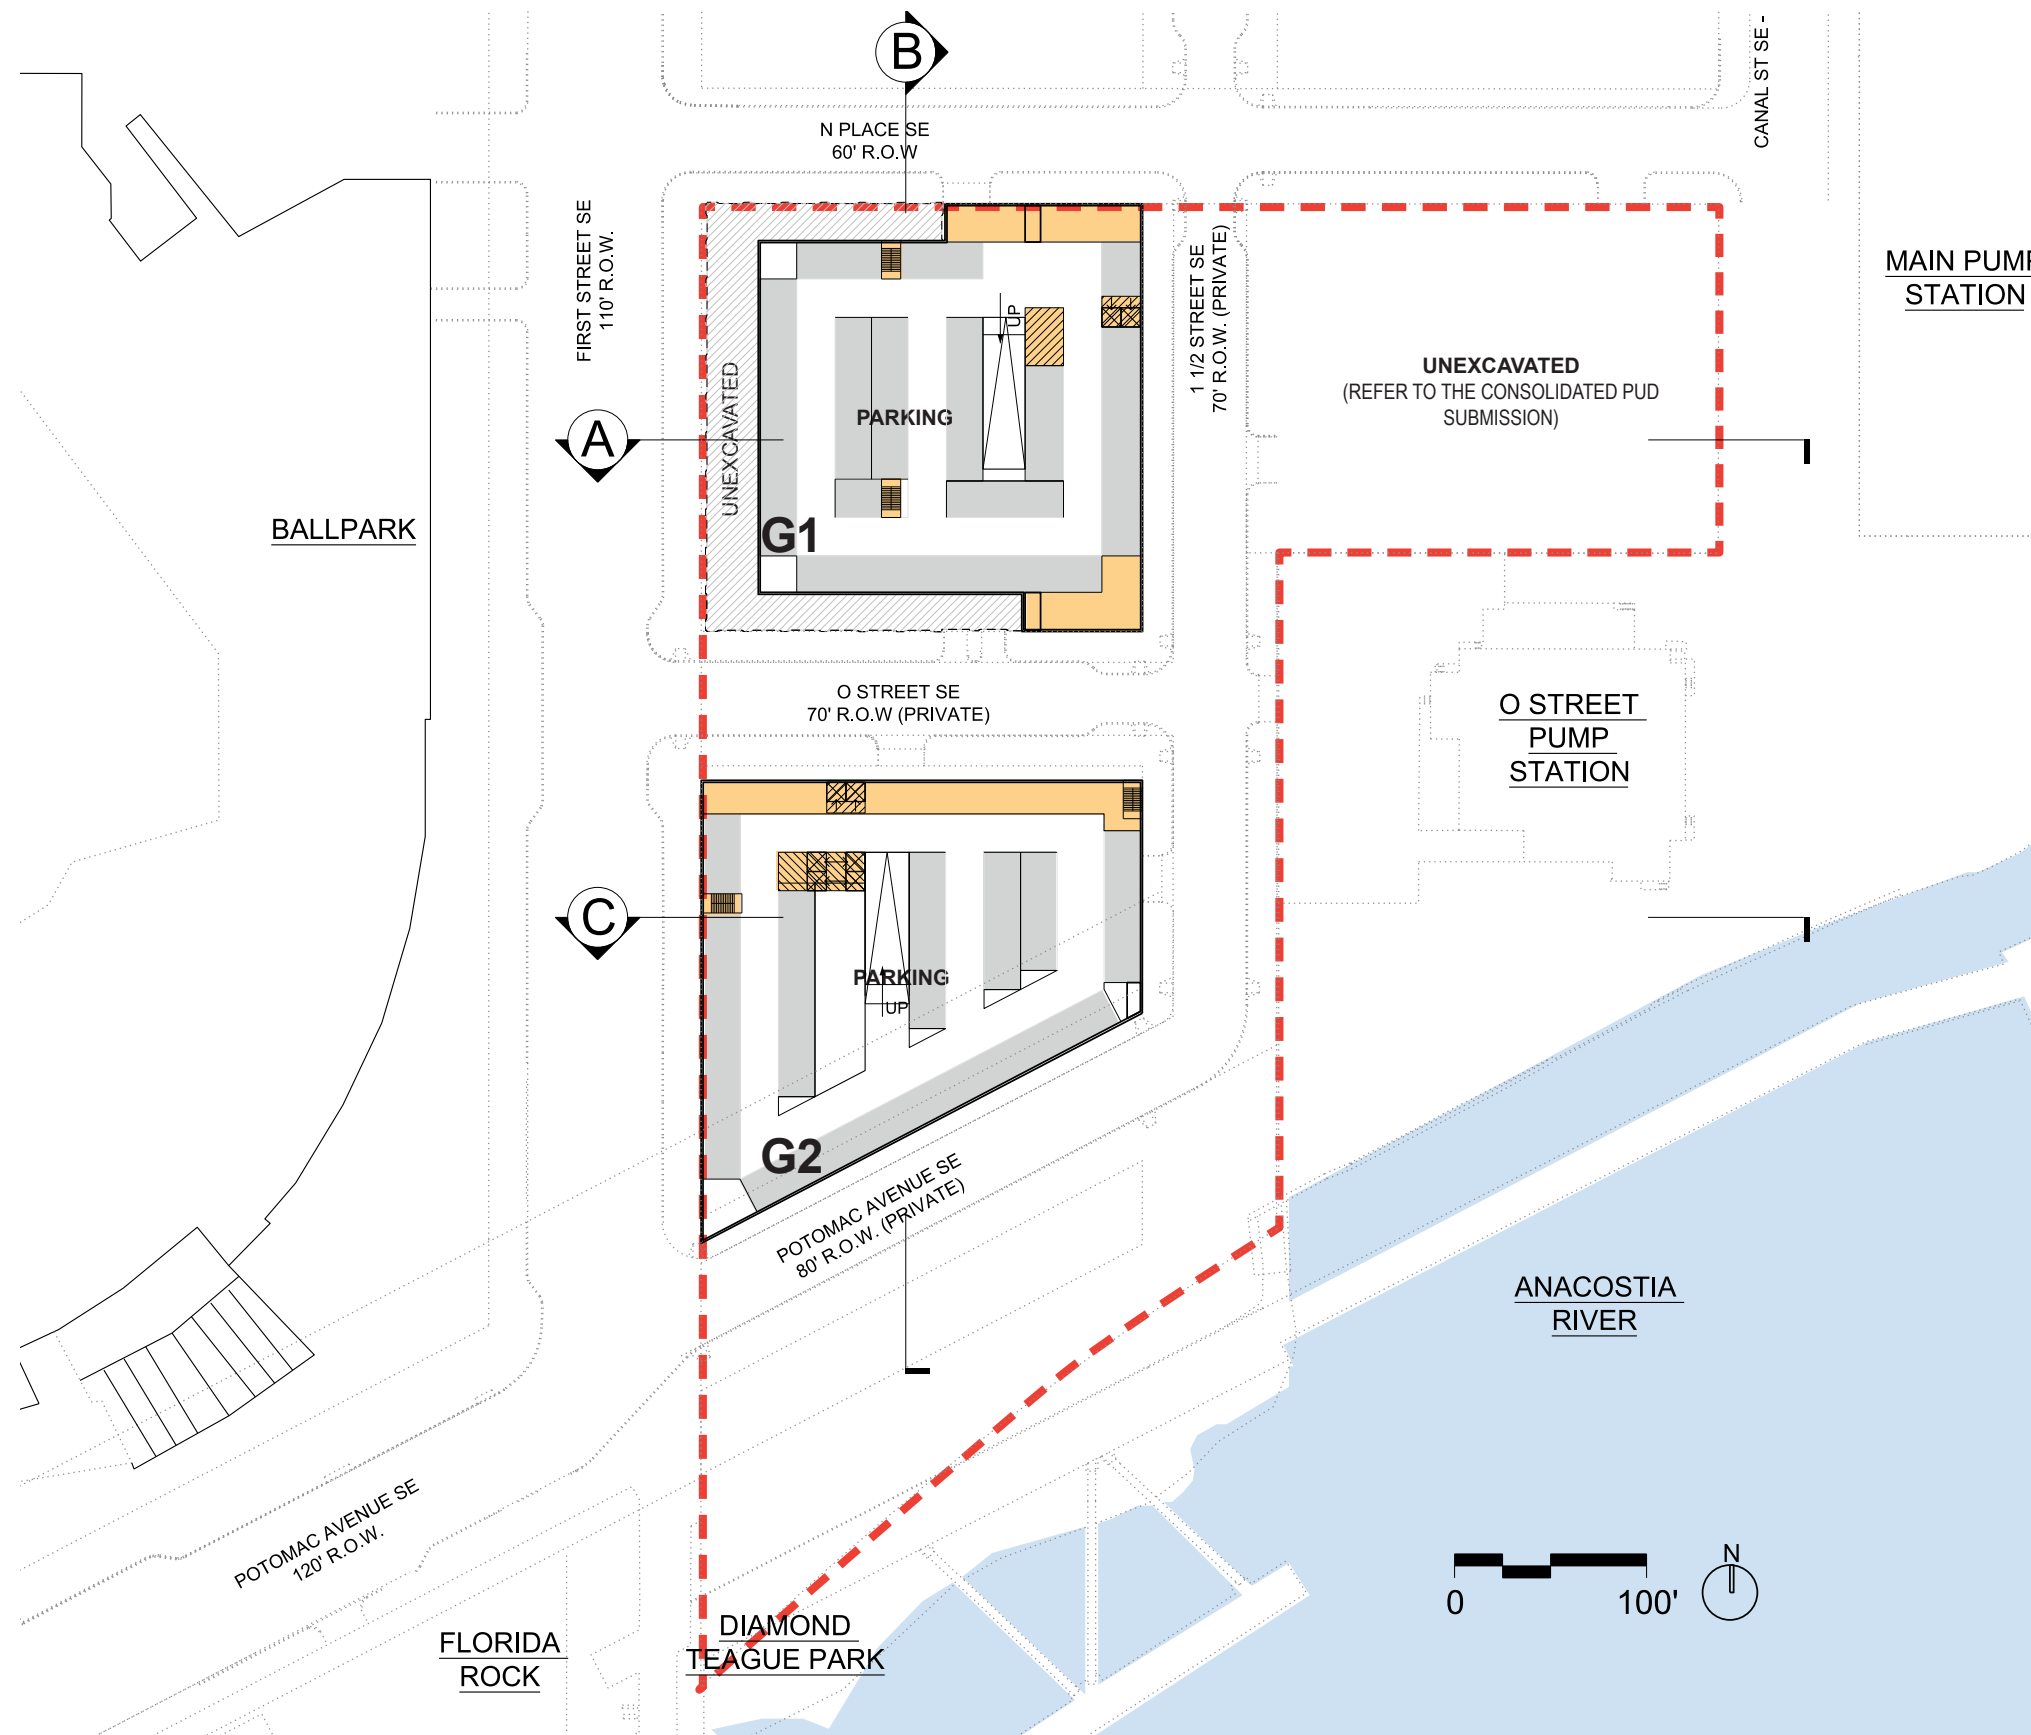 B
CANAL ST SE -
N PLACE SE
60' R.O.W
FIRST STREET SE
110' R.O.W.
1 1/2 STREET SE
70' R.O.W. (PRIVATE)
MAIN PUMP
STATION
UP
UNEXCAVATED
(REFER TO THE CONSOLIDATED PUD
SUBMISSION)
UNEXCAVATED
PARKING
A
BALLPARK
G1
O STREET SE
70' R.O.W (PRIVATE)
O STREET
PUMP
STATION
C
PARKING
UP
G2
POTOMAC AVENUE SE
80' R.O.W. (PRIVATE)
ANACOSTIA
RIVER
POTOMAC AVENUE SE
120' R.O.W.
N
0 100'
DIAMOND
TEAGUE PARK
FLORIDA
ROCK